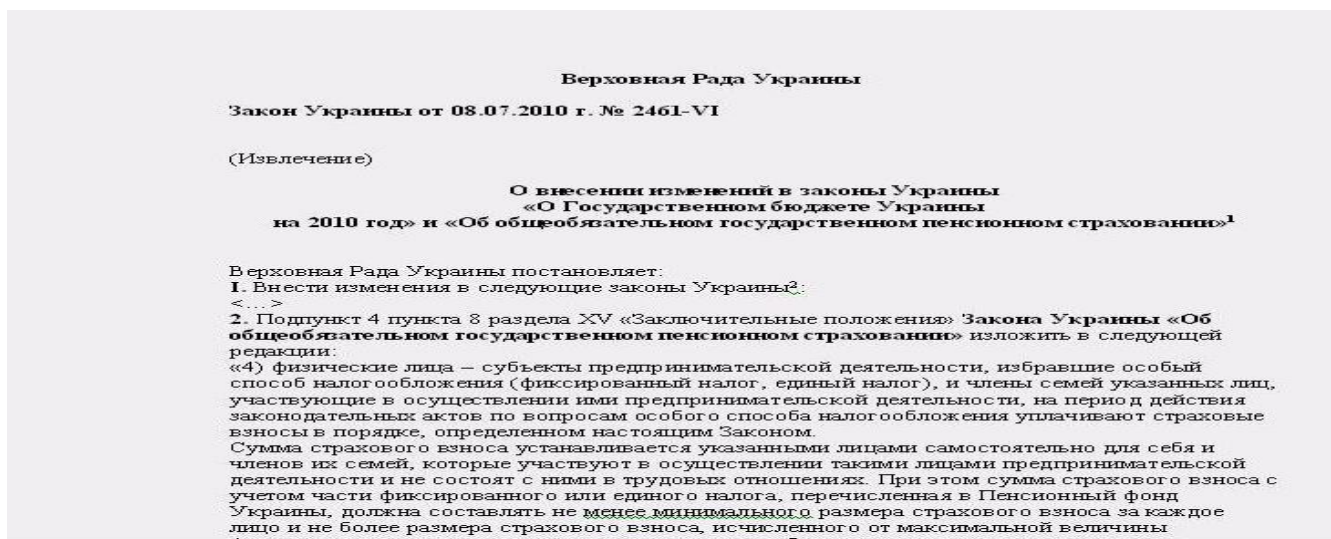 Верховная Рада Украины
Закон Украины от 08.07.2010 г. № 2461-VI
(Извлечение)
О внесении изменений в законы Украины
«О Государственном бюджете Украины
на 2010 год» и «Об общеобязательном государственном пенсионном страховании»¹
Верховная Рада Украины постановляет:
I. Внести изменения в следующие законы Украины²:
<...>
2. Подпункт 4 пункта 8 раздела XV «Заключительные положения» Закона Украины «Об
общеобязательном государственном пенсионном страховании» изложить в следующей
редакции:
«4) физические лица – субъекты предпринимательской деятельности, избравшие особый
способ налогообложения (фиксированный налог, единый налог), и члены семей указанных лиц,
участвующие в осуществлении ими предпринимательской деятельности, на период действия
законодательных актов по вопросам особого способа налогообложения уплачивают страховые
взносы в порядке, определенном настоящим Законом.
Сумма страхового взноса устанавливается указанными лицами самостоятельно для себя и
членов их семей, которые участвуют в осуществлении такими лицами предпринимательской
деятельности и не состоят с ними в трудовых отношениях. При этом сумма страхового взноса с
учетом части фиксированного или единого налога, перечисленная в Пенсионный фонд
Украины, должна составлять не менее минимального размера страхового взноса за каждое
лицо и не более размера страхового взноса, исчисленного от максимальной величины